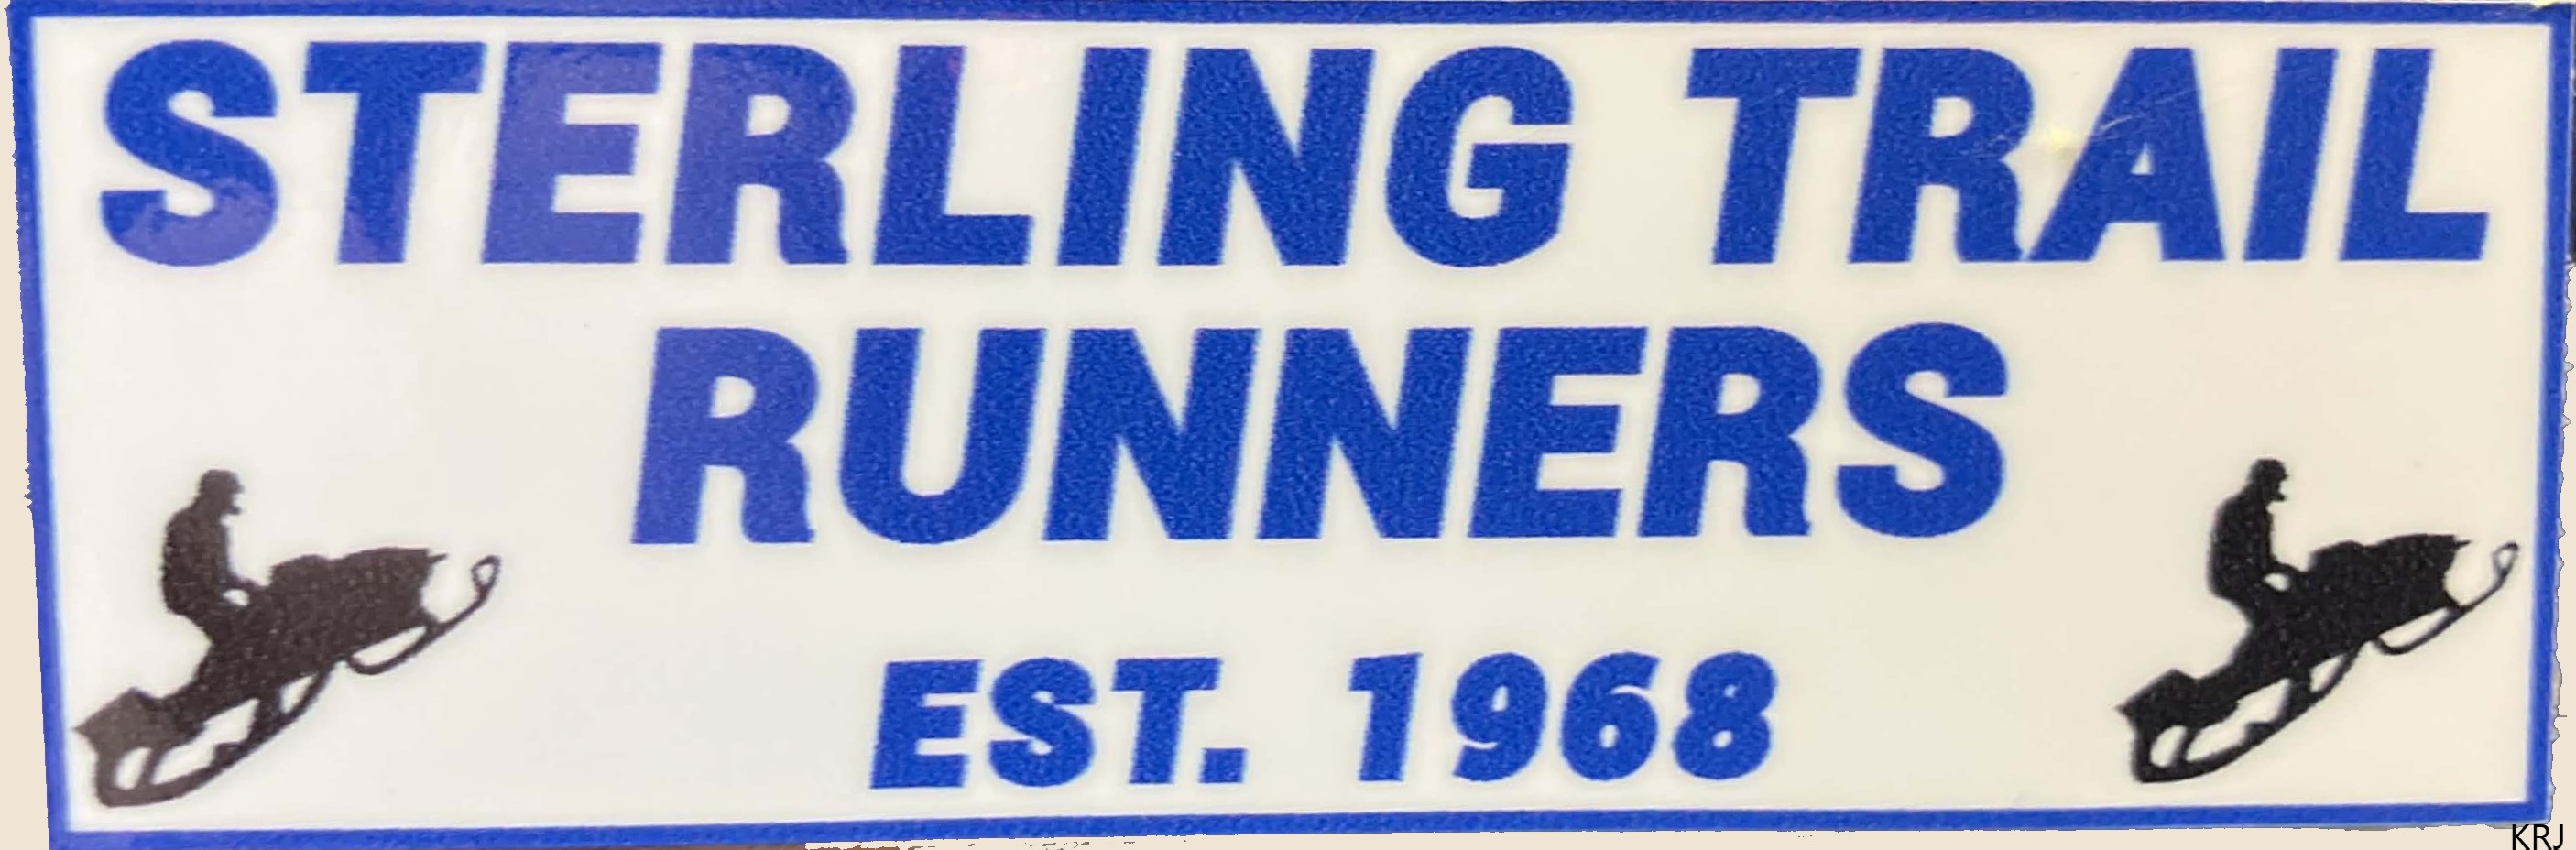 STERLING TRAIL
RUNNERS
EST. 1968
KRJ